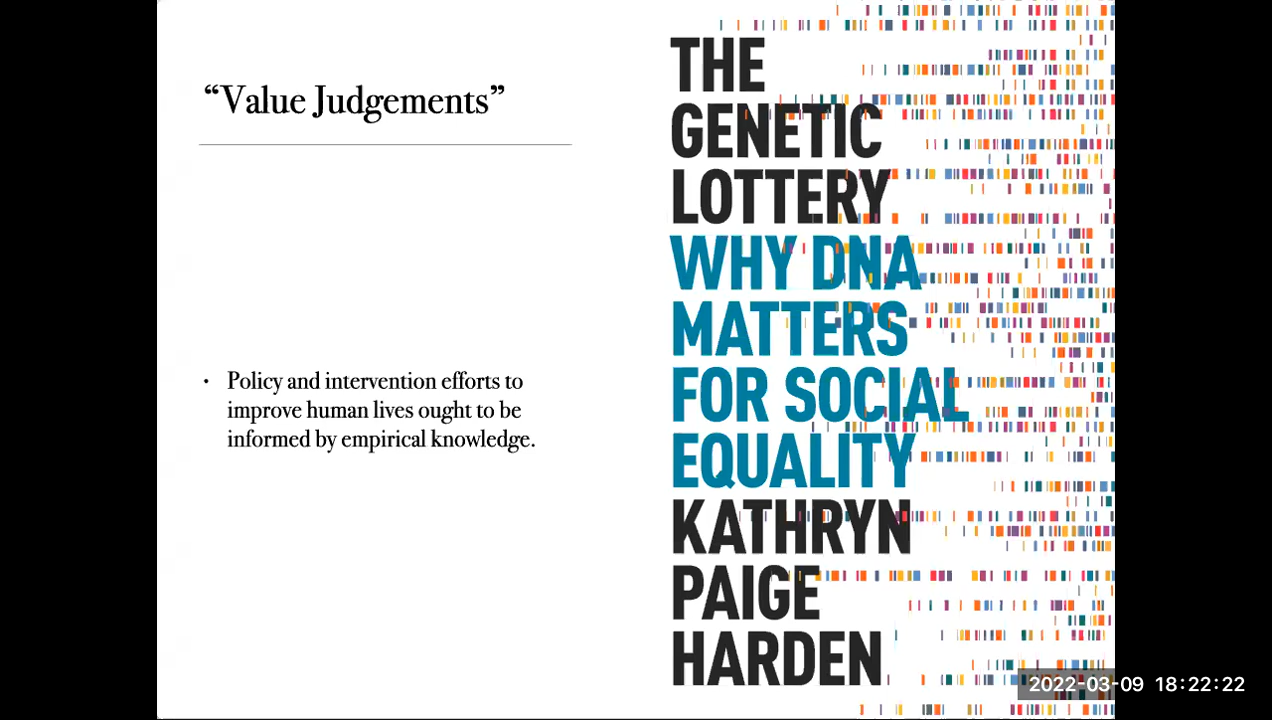 “Value Judgements”
• Policy and intervention efforts to
improve human lives ought to be
informed by empirical knowledge.
THE
GENETIC
LOTTERY
WHY DNA
MATTERS
FOR SOCIAL
EQUALITY
KATHRYN
PAIGE
HARDEN
2022-03-09 18:22:22